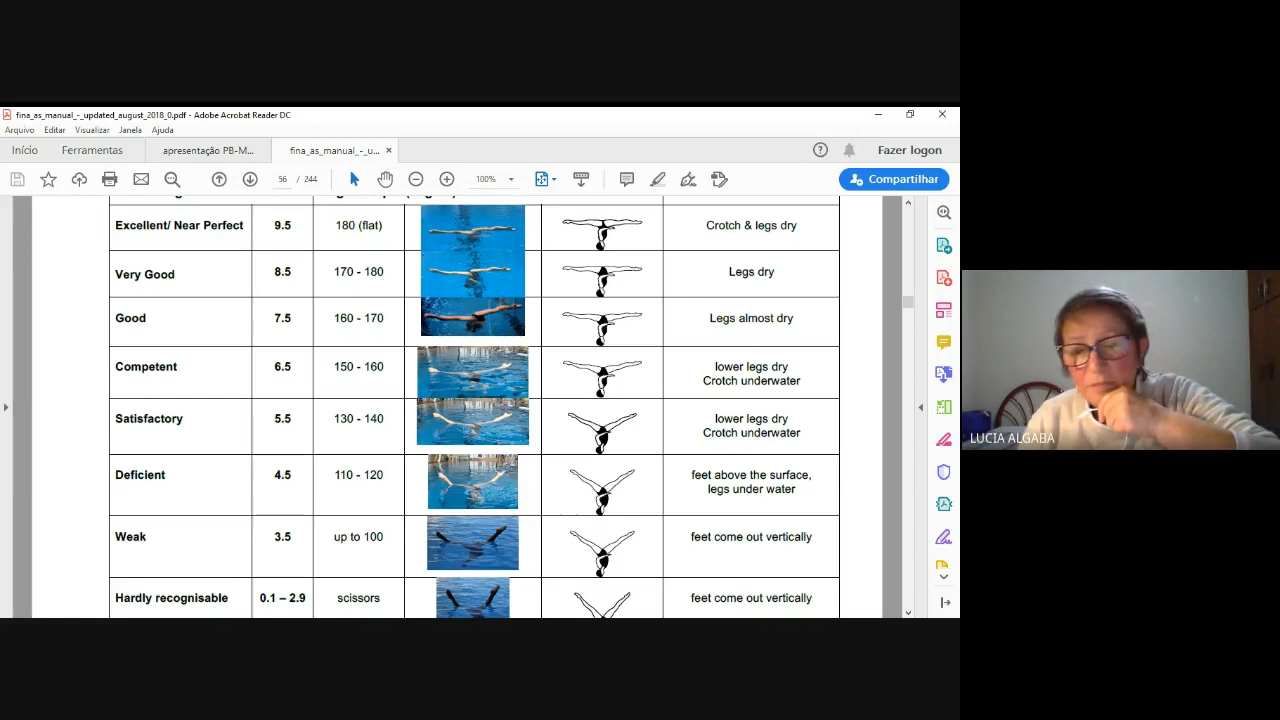 fina_as_manual_-_updated_august_2018_0.pdf - Adobe Acrobat Reader DC
Arquivo Editar Visualizar Janela Ajuda
Início Ferramentas apresentação PB-M... fina_as_manual_-_u... Fazer logon
56 / 244 100% Compartilhar
Excellent/ Near Perfect 9.5 180 (flat) Crotch & legs dry
Very Good 8.5 170 - 180 Legs dry
Good 7.5 160 - 170 Legs almost dry
Competent 6.5 150 - 160 lower legs dry
Crotch underwater
Satisfactory 5.5 130 - 140 lower legs dry
Crotch underwater
Deficient 4.5 110 - 120 feet above the surface,
legs under water
Weak 3.5 up to 100 feet come out vertically
Hardly recognisable 0.1 – 2.9 scissors feet come out vertically
LUCIA ALGABA